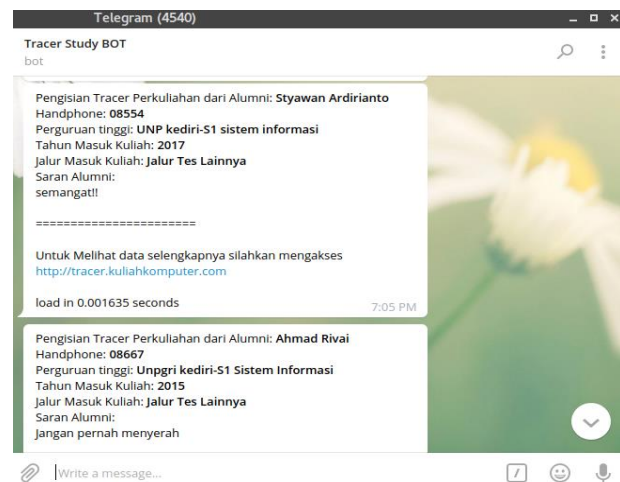 Telegram (4540)
Tracer Study BOT
bot
Pengisian Tracer Perkuliahan dari Alumni: Styawan Ardirianto
Handphone: 08554
Perguruan tinggi: UNP kediri-S1 sistem informasi
Tahun Masuk Kuliah: 2017
Jalur Masuk Kuliah: Jalur Tes Lainnya
Saran Alumni:
semangat!!
=======================
Untuk Melihat data selengkapnya silahkan mengakses
http://tracer.kuliahkomputer.com
load in 0.001635 seconds
7:05 PM
Pengisian Tracer Perkuliahan dari Alumni: Ahmad Rivai
Handphone: 08667
Perguruan tinggi: Unpgri kediri-S1 Sistem Informasi
Tahun Masuk Kuliah: 2015
Jalur Masuk Kuliah: Jalur Tes Lainnya
Saran Alumni:
Jangan pernah menyerah
Write a message...